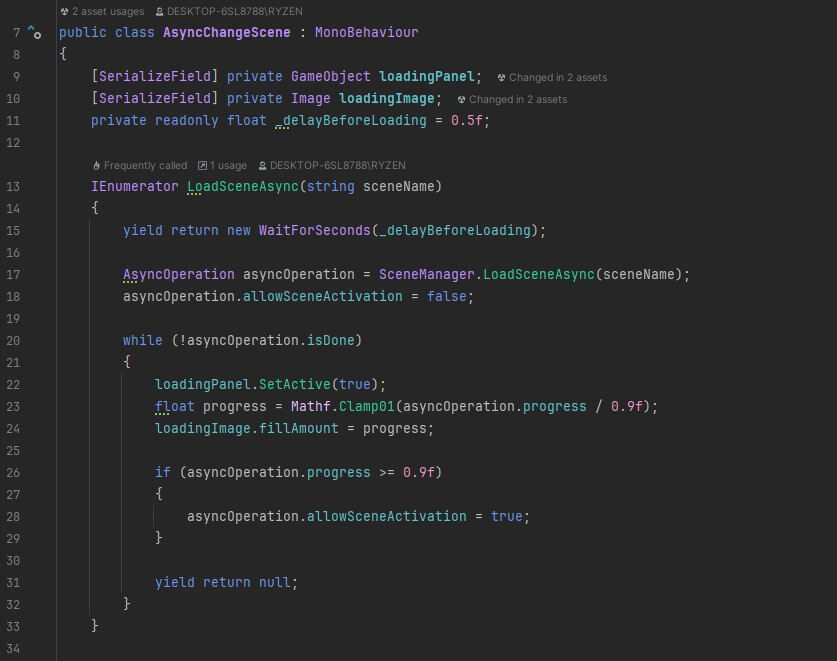 2 asset usages DESKTOP-6SL8788\RYZEN
7 public class AsyncChangeScene : MonoBehaviour
8 {
9 [SerializeField] private GameObject loadingPanel; Changed in 2 assets
10 [SerializeField] private Image loadingImage; Changed in 2 assets
11 private readonly float _delayBeforeLoading = 0.5f;
12
Frequently called 1 usage DESKTOP-6SL8788\RYZEN
13 IEnumerator LoadSceneAsync(string sceneName)
14 {
15 yield return new WaitForSeconds(_delayBeforeLoading);
16
17 AsyncOperation asyncOperation = SceneManager.LoadSceneAsync(sceneName);
18 asyncOperation.allowSceneActivation = false;
19
20 while (!asyncOperation.isDone)
21 {
22 loadingPanel.SetActive(true);
23 float progress = Mathf.Clamp01(asyncOperation.progress / 0.9f);
24 loadingImage.fillAmount = progress;
25
26 if (asyncOperation.progress >= 0.9f)
27 {
28 asyncOperation.allowSceneActivation = true;
29 }
30
31 yield return null;
32 }
33 }
34